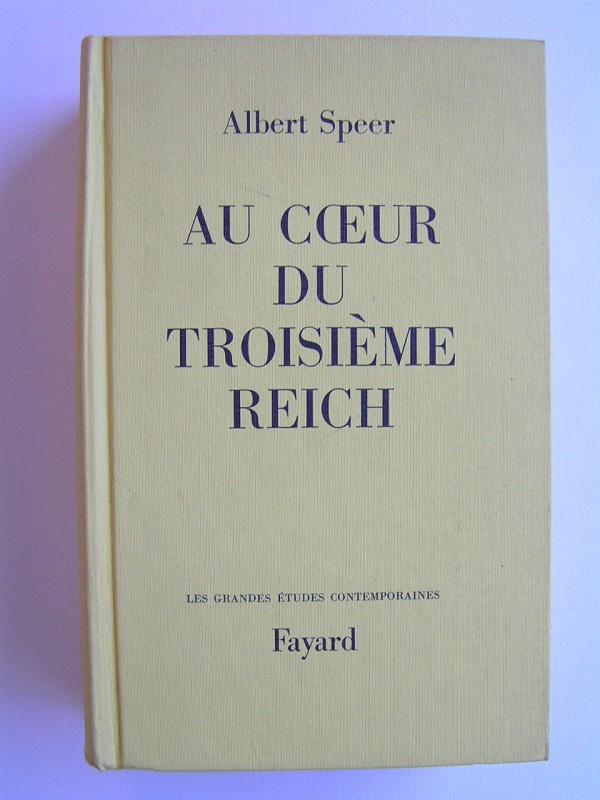 Albert Speer
AU CŒUR
DU
TROISIÈME
REICH
LES GRANDES ÉTUDES CONTEMPORAINES
Fayard